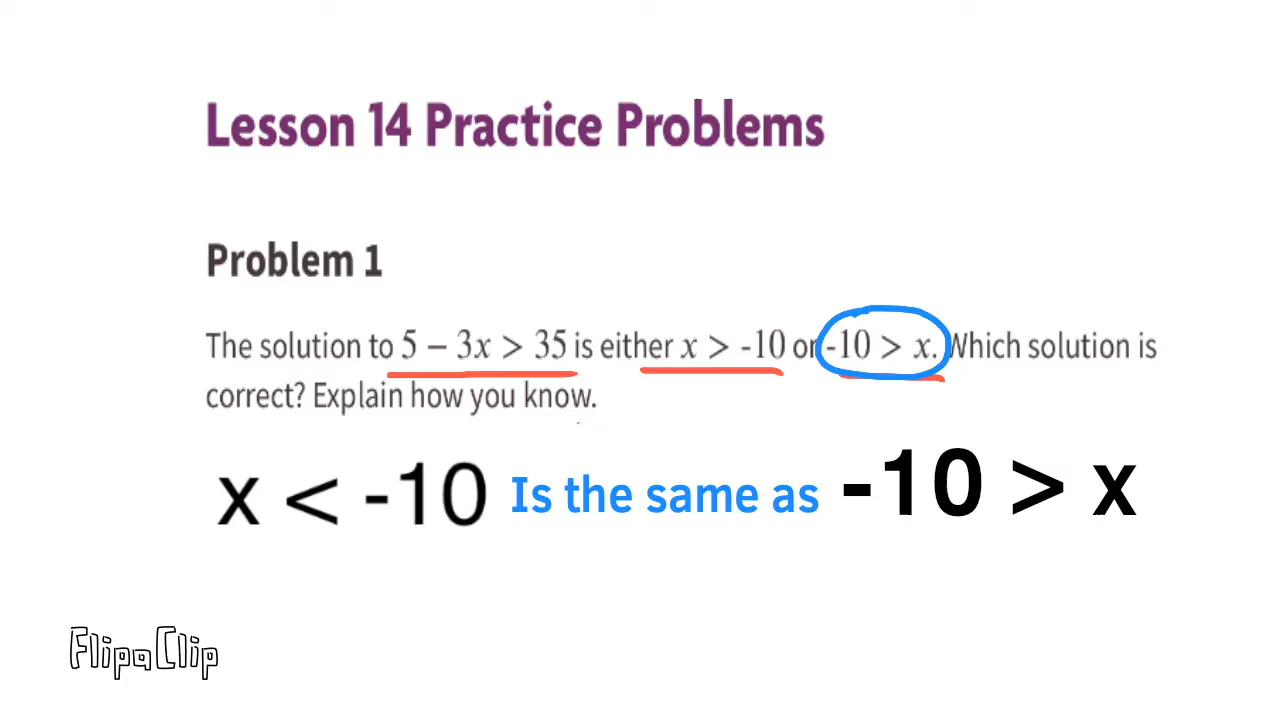 Lesson 14 Practice Problems
Problem 1
The solution to 5 − 3x > 35 is either x > -10 or -10 > x. Which solution is
correct? Explain how you know.
x < -10 Is the same as -10 > x
FlipaClip